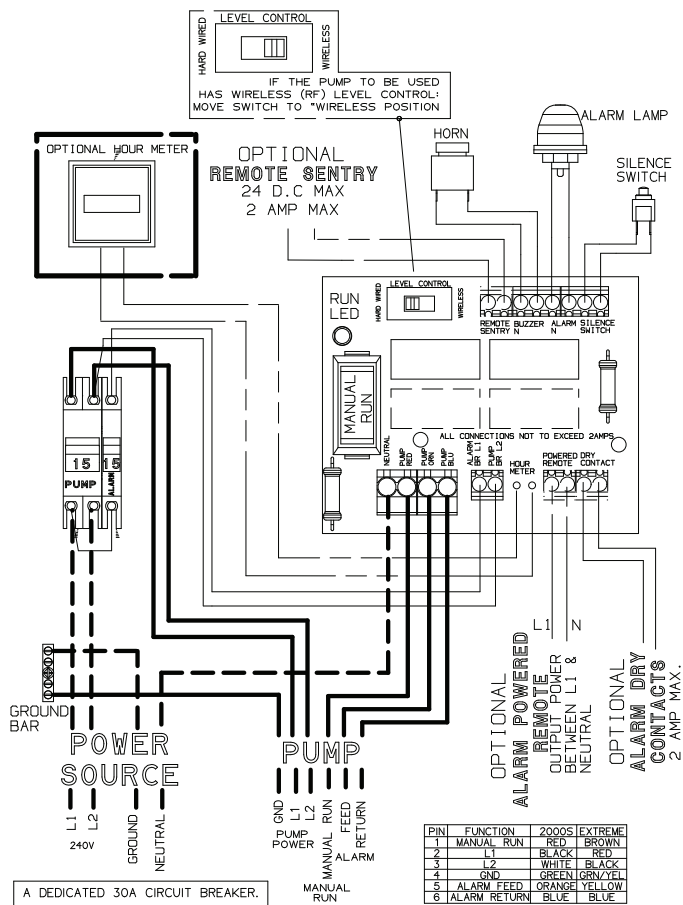 LEVEL CONTROL
HARD WIRED
WIRELESS
IF THE PUMP TO BE USED
HAS WIRELESS (RF) LEVEL CONTROL:
MOVE SWITCH TO "WIRELESS POSITION
OPTIONAL HOUR METER
OPTIONAL
REMOTE SENTRY
24 D.C MAX
2 AMP MAX
HORN
ALARM LAMP
SILENCE
SWITCH
RUN
LED
LEVEL CONTROL
HARD WIRED
WIRELESS
REMOTE
SENTRY
BUZZER
N
ALARM
N
SILENCE
SWITCH
MANUAL
RUN
ALL CONNECTIONS NOT TO EXCEED 2AMPS
NEUTRAL
PUMP
RED
PUMP
ORN
PUMP
BLU
ALARM
BR L1
PUMP
BR L2
HOUR
METER
POWERED
REMOTE
DRY
CONTACT
15
15
PUMP
ALARM
GROUND
BAR
POWER
SOURCE
L1
L2
240V
GROUND
NEUTRAL
PUMP
GND
L1
L2
PUMP
POWER
MANUAL RUN
FEED
RETURN
ALARM
MANUAL
RUN
L1
N
OPTIONAL
ALARM POWERED
REMOTE
OUTPUT POWER
BETWEEN L1 &
NEUTRAL
OPTIONAL
ALARM DRY
CONTACTS
2 AMP MAX.
PIN FUNCTION 2000S EXTREME
1 MANUAL RUN RED BROWN
2 L1 BLACK RED
3 L2 WHITE BLACK
4 GND GREEN GRN/YEL
5 ALARM FEED ORANGE YELLOW
6 ALARM RETURN BLUE BLUE
A DEDICATED 30A CIRCUIT BREAKER.